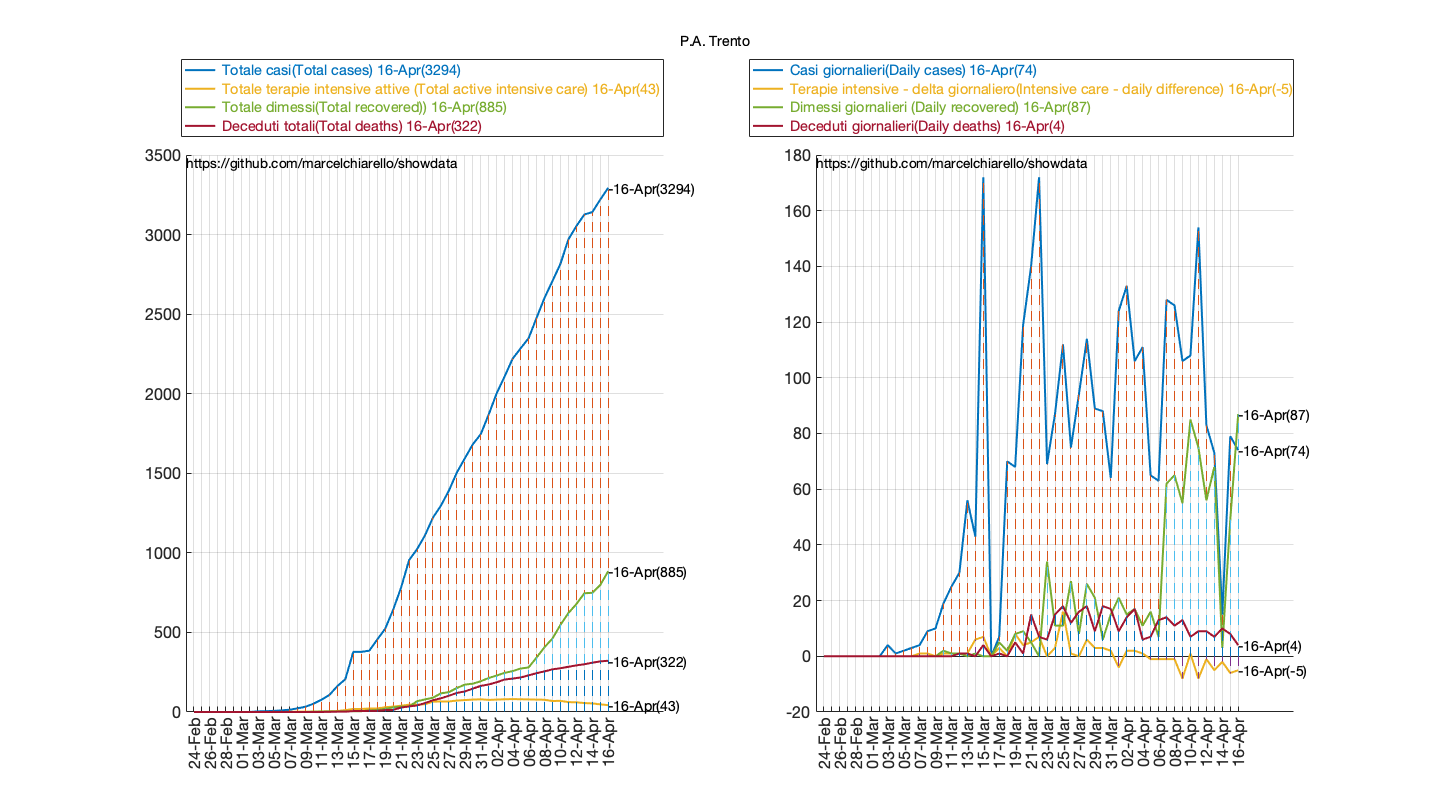 P.A. Trento
Totale casi(Total cases) 16-Apr(3294)
Totale terapie intensive attive (Total active intensive care) 16-Apr(43)
Totale dimessi(Total recovered)) 16-Apr(885)
Deceduti totali(Total deaths) 16-Apr(322)
https://github.com/marcelchiarello/showdata
3500
3000
2500
2000
1500
1000
500
0
16-Apr(3294)
16-Apr(885)
16-Apr(322)
16-Apr(43)
24-Feb
26-Feb
28-Feb
01-Mar
03-Mar
05-Mar
07-Mar
09-Mar
11-Mar
13-Mar
15-Mar
17-Mar
19-Mar
21-Mar
23-Mar
25-Mar
27-Mar
29-Mar
31-Mar
02-Apr
04-Apr
06-Apr
08-Apr
10-Apr
12-Apr
14-Apr
16-Apr
Casi giornalieri(Daily cases) 16-Apr(74)
Terapie intensive - delta giornaliero(Intensive care - daily difference) 16-Apr(-5)
Dimessi giornalieri (Daily recovered) 16-Apr(87)
Deceduti giornalieri(Daily deaths) 16-Apr(4)
https://github.com/marcelchiarello/showdata
180
160
140
120
100
80
60
40
20
0
-20
16-Apr(87)
16-Apr(74)
16-Apr(4)
16-Apr(-5)
24-Feb
26-Feb
28-Feb
01-Mar
03-Mar
05-Mar
07-Mar
09-Mar
11-Mar
13-Mar
15-Mar
17-Mar
19-Mar
21-Mar
23-Mar
25-Mar
27-Mar
29-Mar
31-Mar
02-Apr
04-Apr
06-Apr
08-Apr
10-Apr
12-Apr
14-Apr
16-Apr